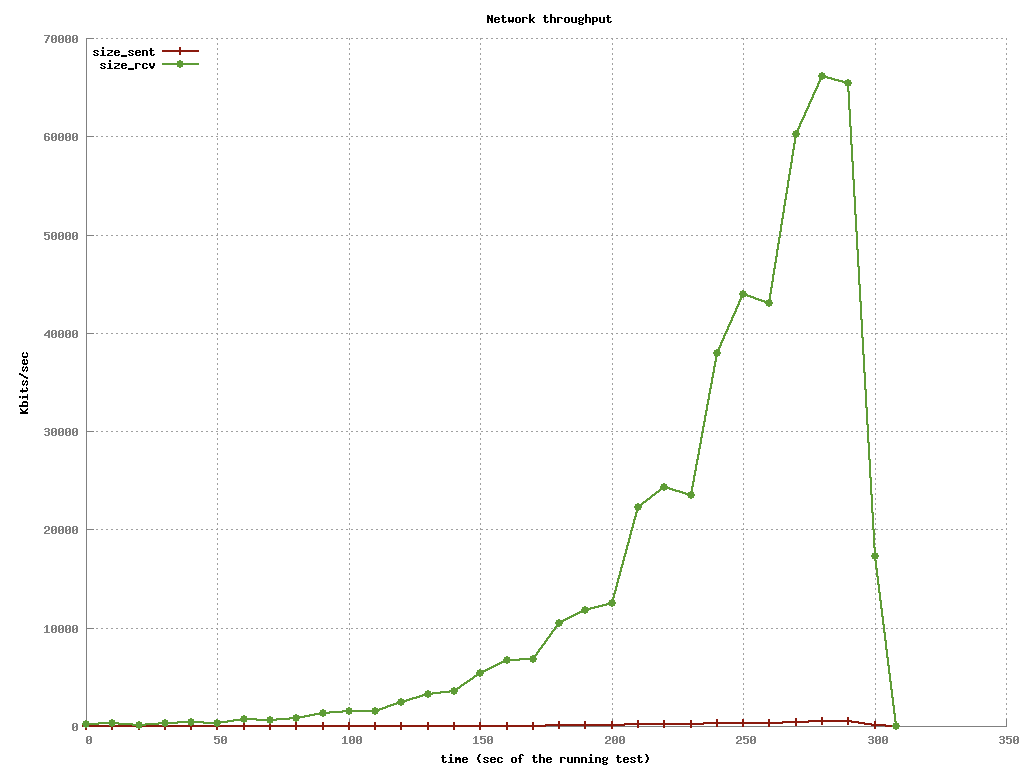 Network throughput
70000
size_sent
size_rcv
60000
50000
40000
Kbits/sec
30000
20000
10000
0
0 50 100 150 200 250 300 350
time (sec of the running test)